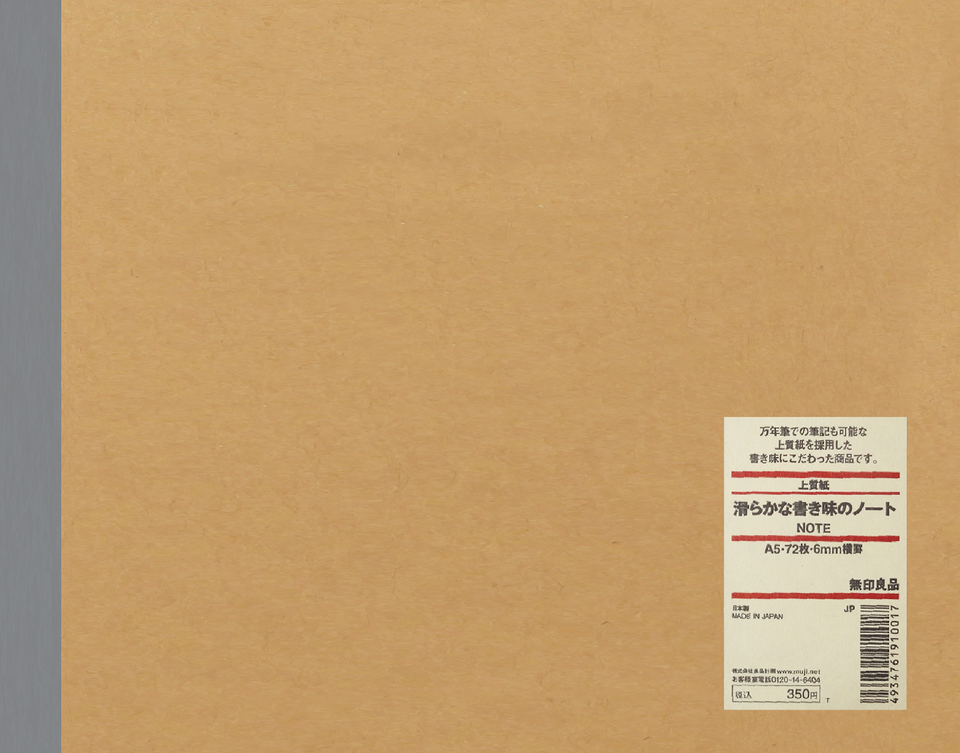 万年筆での筆記も可能な
上質紙を採用した
書き味にこだわった商品です。
上質紙
滑らかな書き味のノート
NOTE
A5·72枚·6mm横罫
無印良品
日本製
MADE IN JAPAN
JP
4934761910017
株式会社良品計画 www.muji.net
お客様室電話0120-14-6404
税込 350円
T